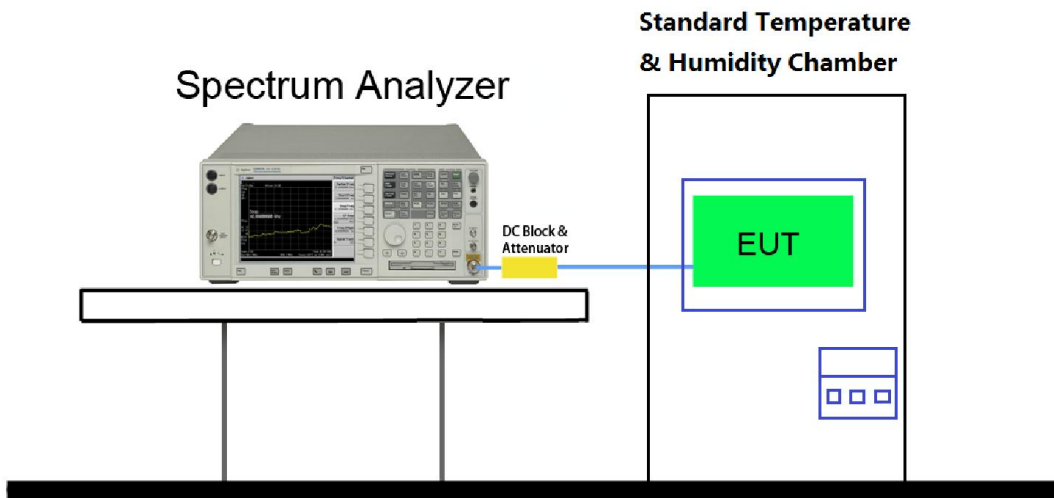 Standard Temperature
& Humidity Chamber
Spectrum Analyzer
DC Block &
Attenuator
EUT